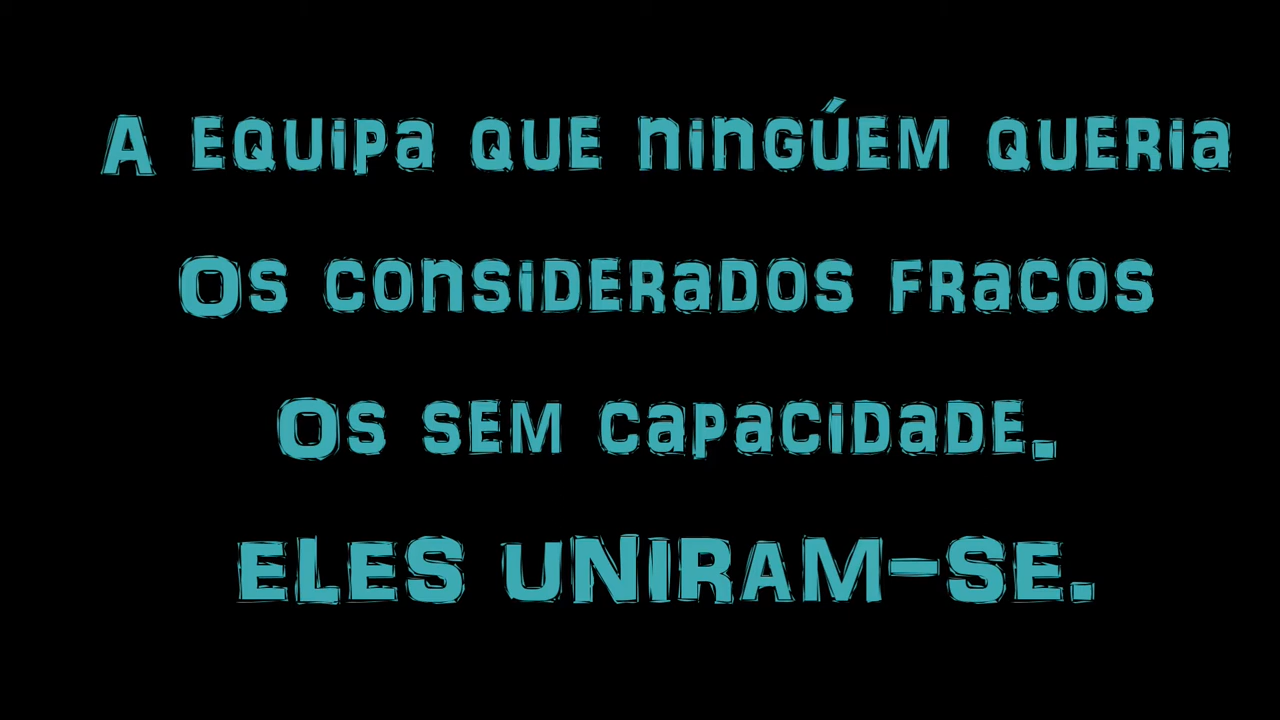 A equipa que ningúem queria
Os considerados fracos
Os sem capacidade.
ELES UNIRAM-SE.